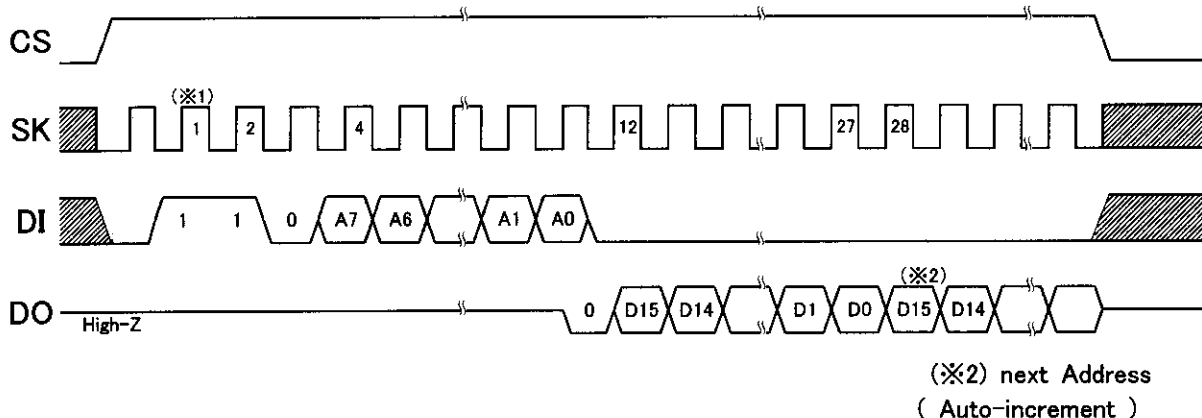 CS
(※1)
SK 1 2 4 12 27 28
DI 1 1 0 A7 A6 A1 A0
(※2)
DO High-Z 0 D15 D14 D1 D0 D15 D14
(※2) next Address
( Auto-increment )